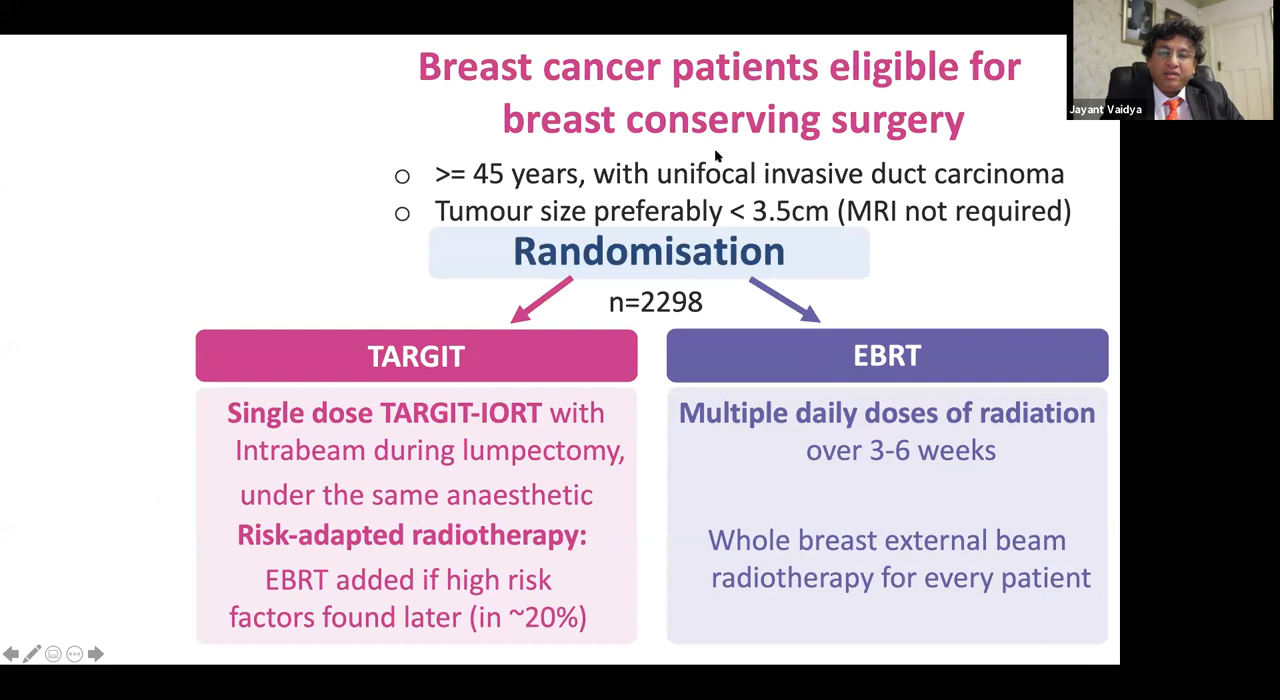 Breast cancer patients eligible for
breast conserving surgery
Jayant Vaidya
○ >= 45 years, with unifocal invasive duct carcinoma
○ Tumour size preferably < 3.5cm (MRI not required)
Randomisation
n=2298
TARGIT
Single dose TARGIT-IORT with
Intrabeam during lumpectomy,
under the same anaesthetic
Risk-adapted radiotherapy:
EBRT added if high risk
factors found later (in ~20%)
EBRT
Multiple daily doses of radiation
over 3-6 weeks
Whole breast external beam
radiotherapy for every patient